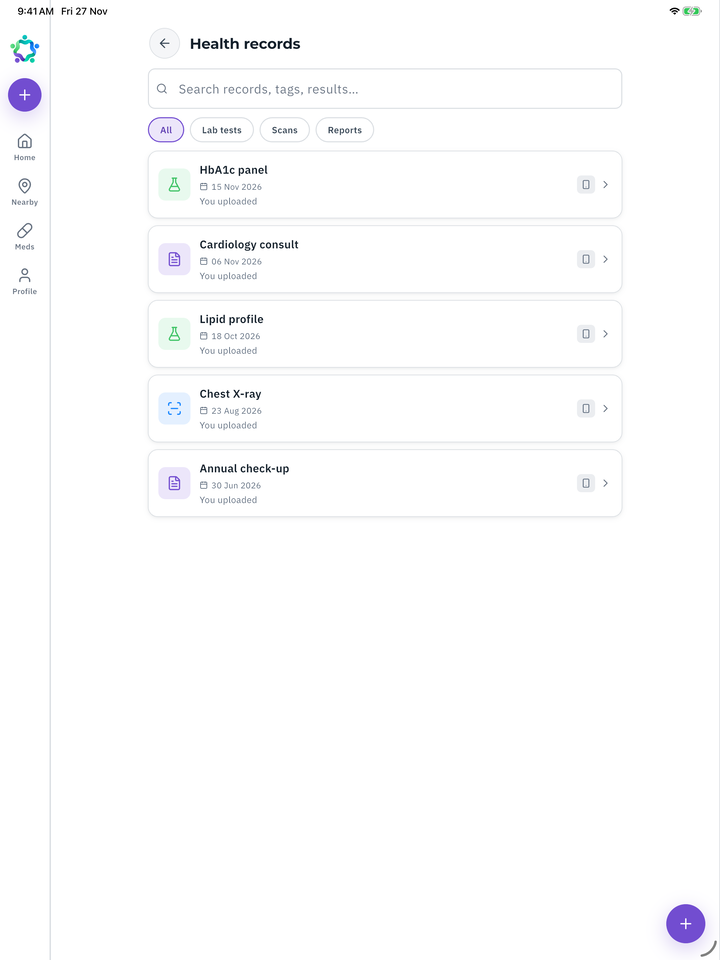 9:41 AM Fri 27 Nov
Home
Nearby
Meds
Profile
Health records
Search records, tags, results...
All
Lab tests
Scans
Reports
HbA1c panel
15 Nov 2026
You uploaded
Cardiology consult
06 Nov 2026
You uploaded
Lipid profile
18 Oct 2026
You uploaded
Chest X-ray
23 Aug 2026
You uploaded
Annual check-up
30 Jun 2026
You uploaded